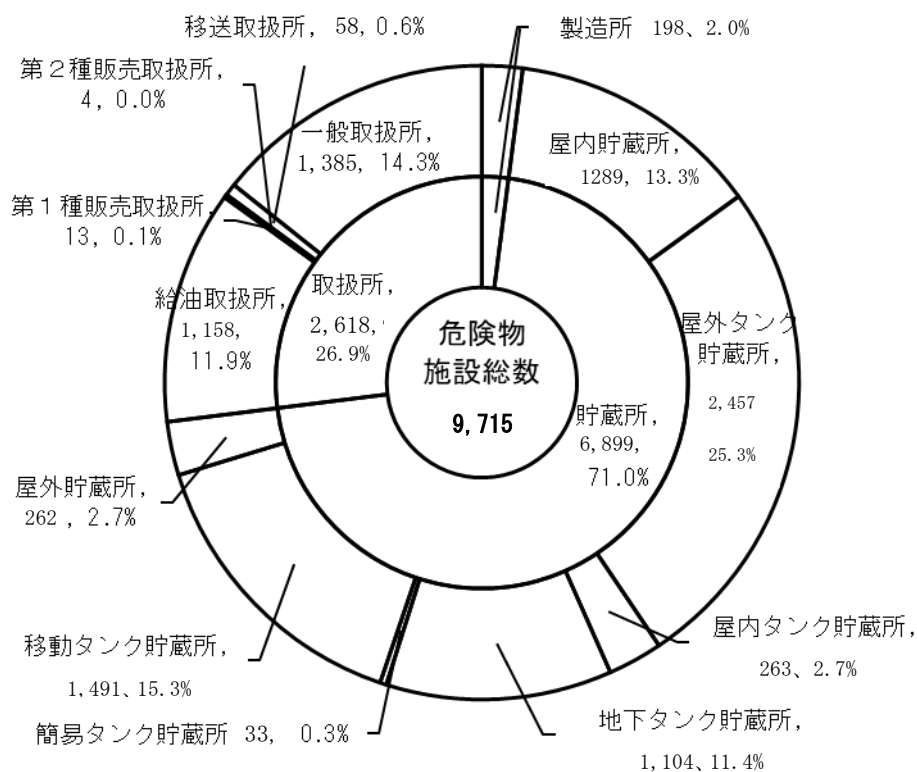 移送取扱所, 58, 0.6%
製造所 198、2.0%
第２種販売取扱所,
4, 0.0%
一般取扱所,
1,385, 14.3%
屋内貯蔵所,
1289, 13.3%
第１種販売取扱所,
13, 0.1%
給油取扱所,
1,158,
11.9%
取扱所,
2,618,
26.9%
危険物
施設総数
9,715
貯蔵所,
6,899,
71.0%
屋外タンク
貯蔵所,
2,457
25.3%
屋外貯蔵所,
262 , 2.7%
移動タンク貯蔵所,
1,491、15.3%
簡易タンク貯蔵所 33, 0.3%
屋内タンク貯蔵所,
263、2.7%
地下タンク貯蔵所,
1,104、11.4%